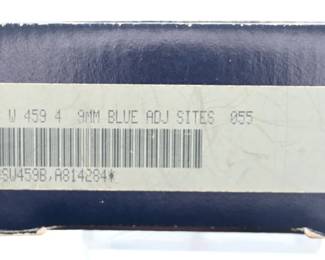 W 459 4 9MM BLUE ADJ SITES 055
SW459B,A814284*